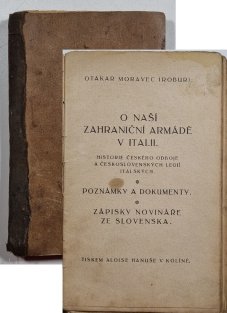 OTAKAR MORAVEC (ROBUR):
O NAŠÍ
ZAHRANIČNÍ ARMÁDĚ
V ITALII.
HISTORIE ČESKÉHO ODBOJE
A ČESKOSLOVENSKÝCH LEGIÍ
ITALSKÝCH
POZNÁMKY A DOKUMENTY.
ZÁPISKY NOVINÁŘE
ZE SLOVENSKA.
TISKEM ALOISE HANUŠE V KOLÍNĚ.